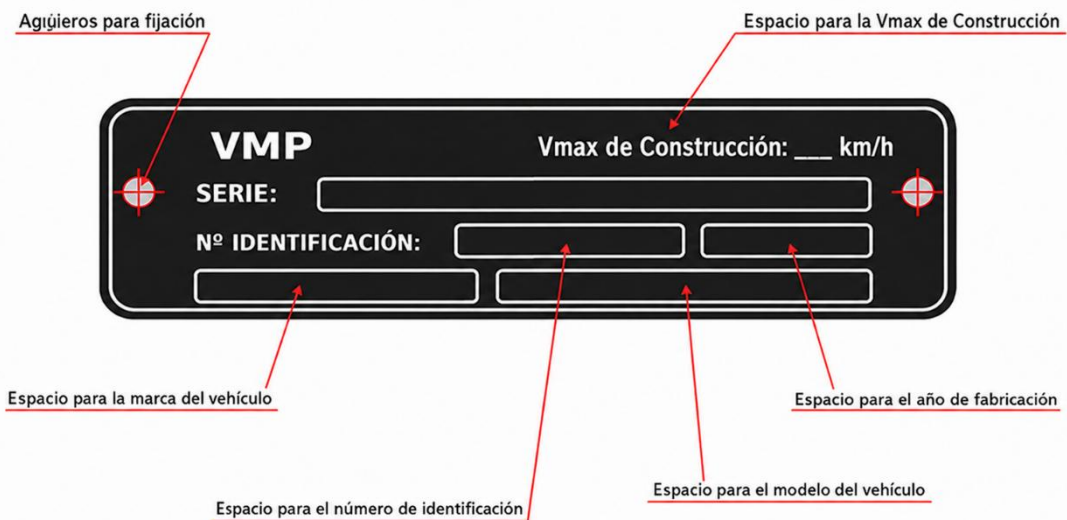 Agujieros para fijación
Espacio para la Vmax de Construcción
VMP
Vmax de Construcción: ___ km/h
SERIE:
Nº IDENTIFICACIÓN:
Espacio para la marca del vehículo
Espacio para el año de fabricación
Espacio para el modelo del vehículo
Espacio para el número de identificación